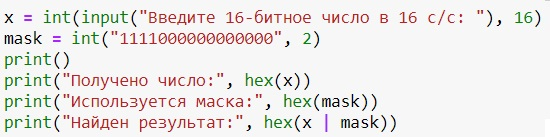 x = int(input("Введите 16-битное число в 16 с/с: "), 16)
mask = int("1111000000000000", 2)
print()
print("Получено число:", hex(x))
print("Используется маска:", hex(mask))
print("Найден результат:", hex(x | mask))